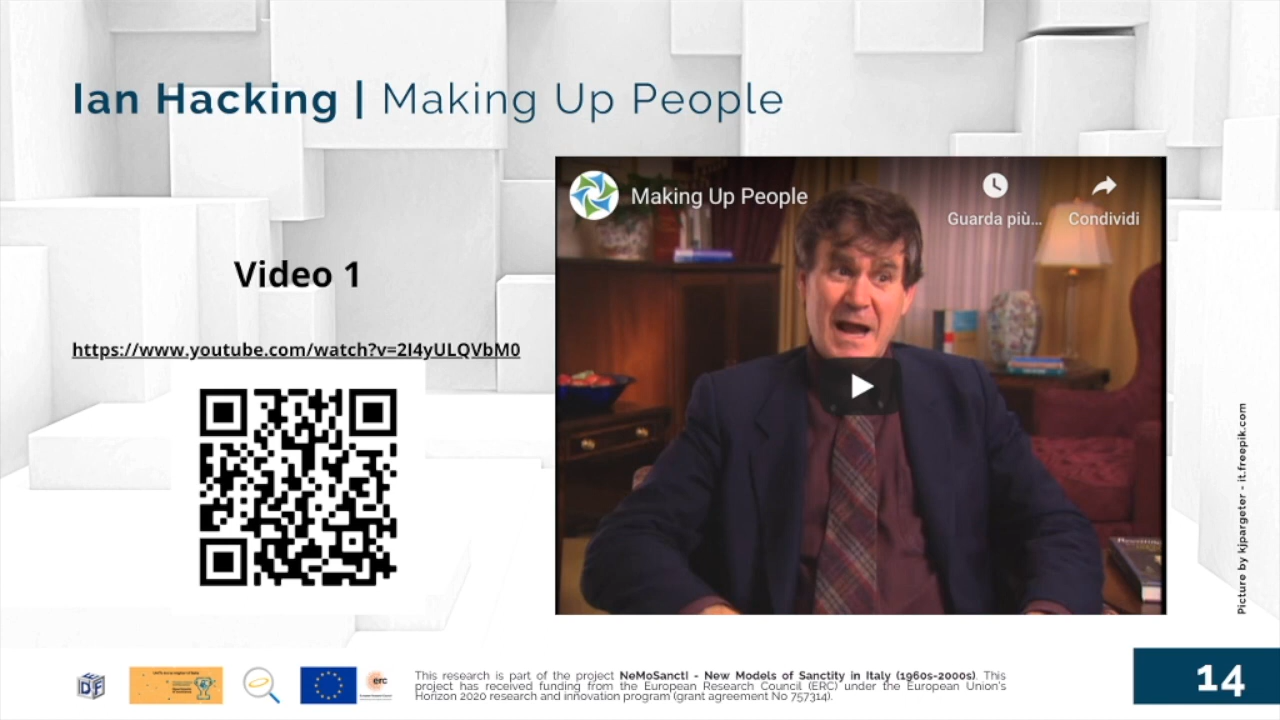 Ian Hacking | Making Up People
Making Up People
Guarda più...
Condividi
Video 1
https://www.youtube.com/watch?v=2I4yULQVbM0
Picture by kjpargeter - it.freepik.com
erc
This research is part of the project NeMoSanctI - New Models of Sanctity in Italy (1960s-2000s). This
project has received funding from the European Research Council (ERC) under the European Union's
Horizon 2020 research and innovation program (grant agreement No 757314).
14